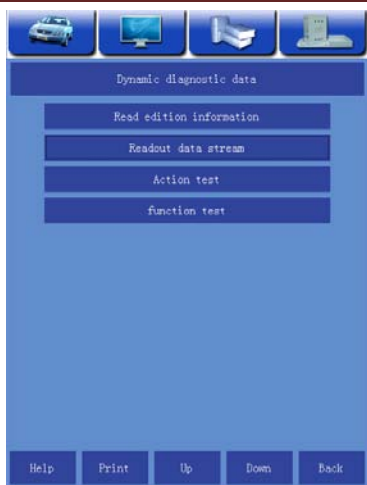 Dynamic diagnostic data
Read edition information
Readout data stream
Action test
function test
Help Print Up Down Back